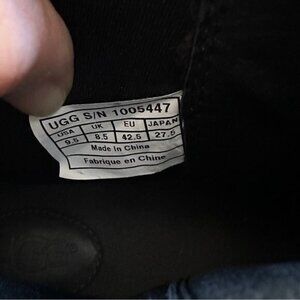 UGG S/N 1005447
USA UK EU JAPAN
9.5 8.5 42.5 27.5
Made in China
Fabrique en Chine